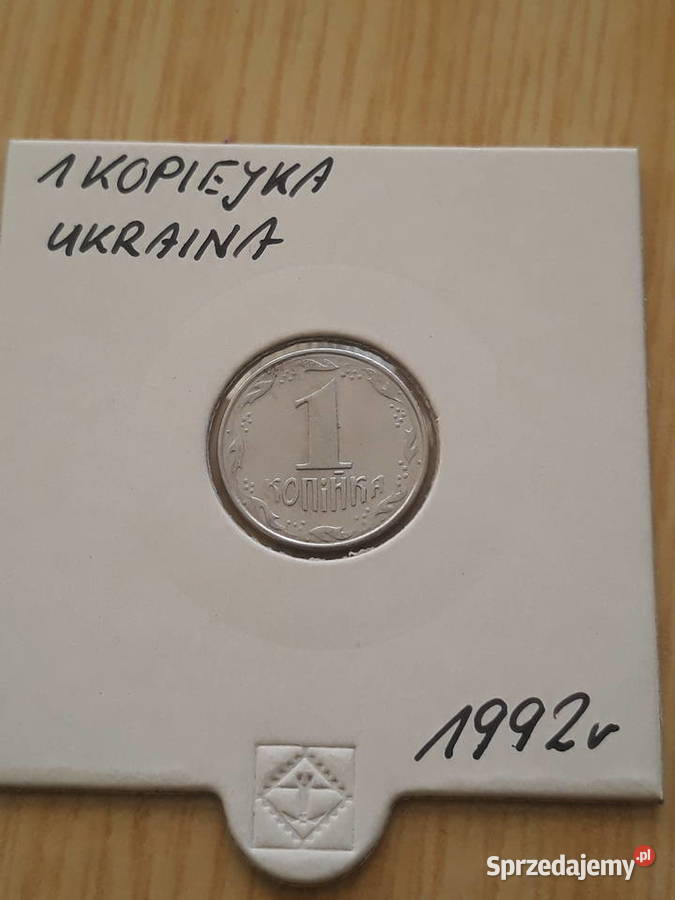 1 KOPIEJKA
UKRAINA
1
КОПІЙКА
1992r
Sprzedajemy.pl